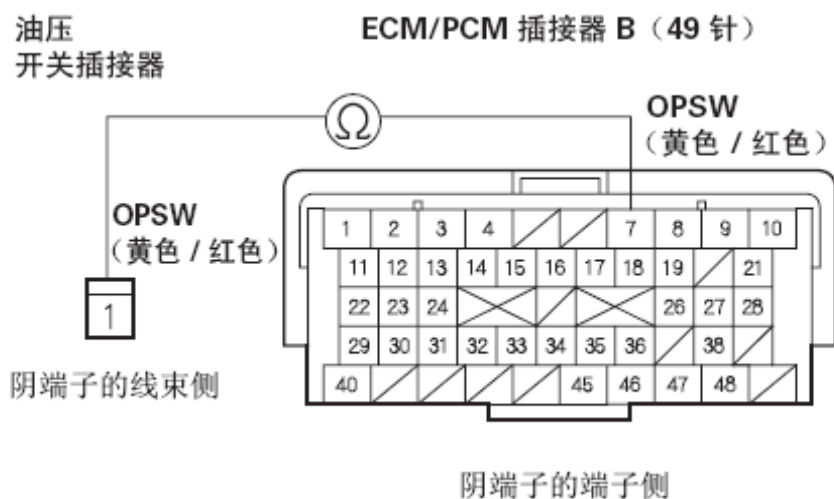 油压
开关插接器
ECM/PCM 插接器 B（49 针）
OPSW
（黄色 / 红色）
Ω
OPSW
（黄色 / 红色）
1
阴端子的线束侧
1 2 3 4 7 8 9 10
11 12 13 14 15 16 17 18 19 21
22 23 24 26 27 28
29 30 31 32 33 34 35 36 38
40 45 46 47 48
阴端子的端子侧